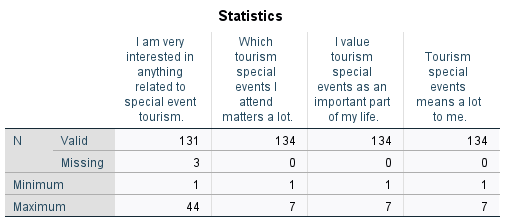 Statistics
I am very interested in anything related to special event tourism.
Which tourism special events I attend matters a lot.
I value tourism special events as an important part of my life.
Tourism special events means a lot to me.
N Valid 131 134 134 134
Missing 3 0 0 0
Minimum 1 1 1 1
Maximum 44 7 7 7